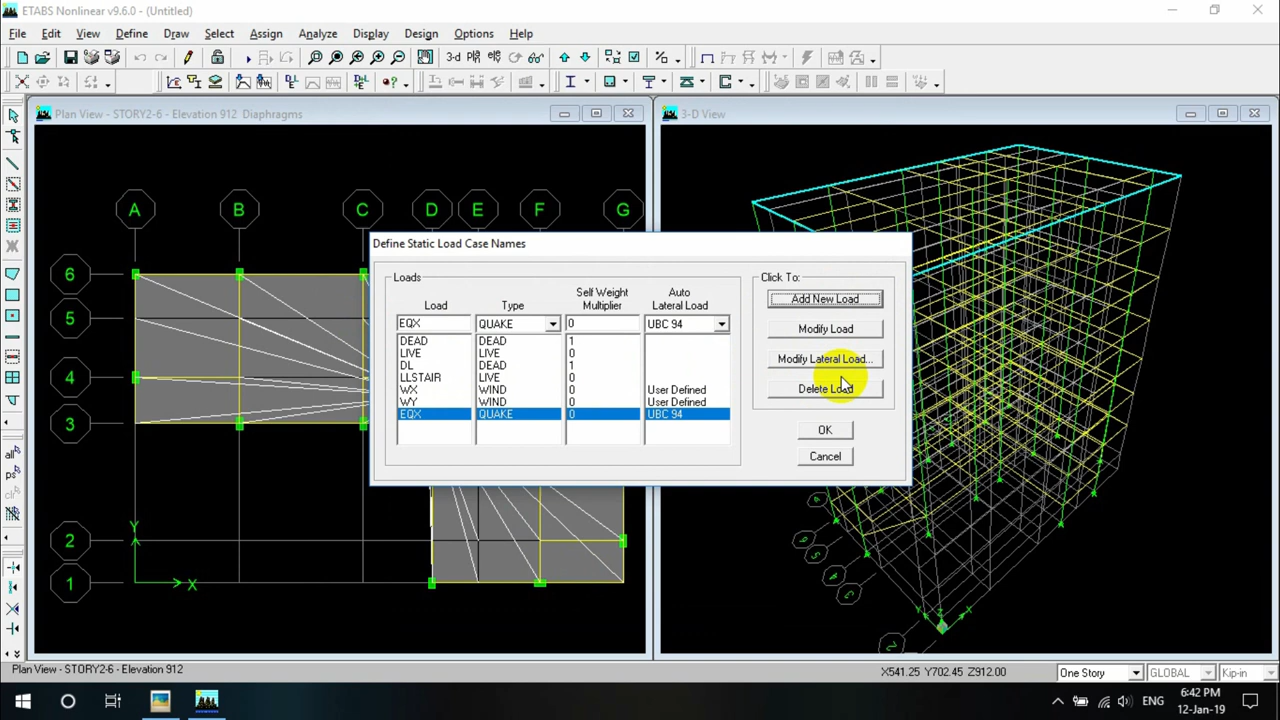 ETABS Nonlinear v9.6.0 - (Untitled)
File Edit View Define Draw Select Assign Analyze Display Design Options Help
3-d
Plan View - STORY2-6 - Elevation 912 Diaphragms
3-D View
A B C D E F G
6
5
4
3
2
1
Y
X
Define Static Load Case Names
Loads
Click To:
Load Type Self Weight Multiplier Auto Lateral Load
EQX QUAKE 0 UBC 94
DEAD DEAD 1
LIVE LIVE 0
DL DEAD 1
LLSTAIR LIVE 0
WX WIND 0 User Defined
WY WIND 0 User Defined
EQX QUAKE 0 UBC 94
Add New Load
Modify Load
Modify Lateral Load...
Delete Load
OK
Cancel
all
ps
clr
Y Z X
Plan View - STORY2-6 - Elevation 912
X541.25 Y702.45 Z912.00
One Story
GLOBAL
Kip-in
ENG
6:42 PM
12-Jan-19